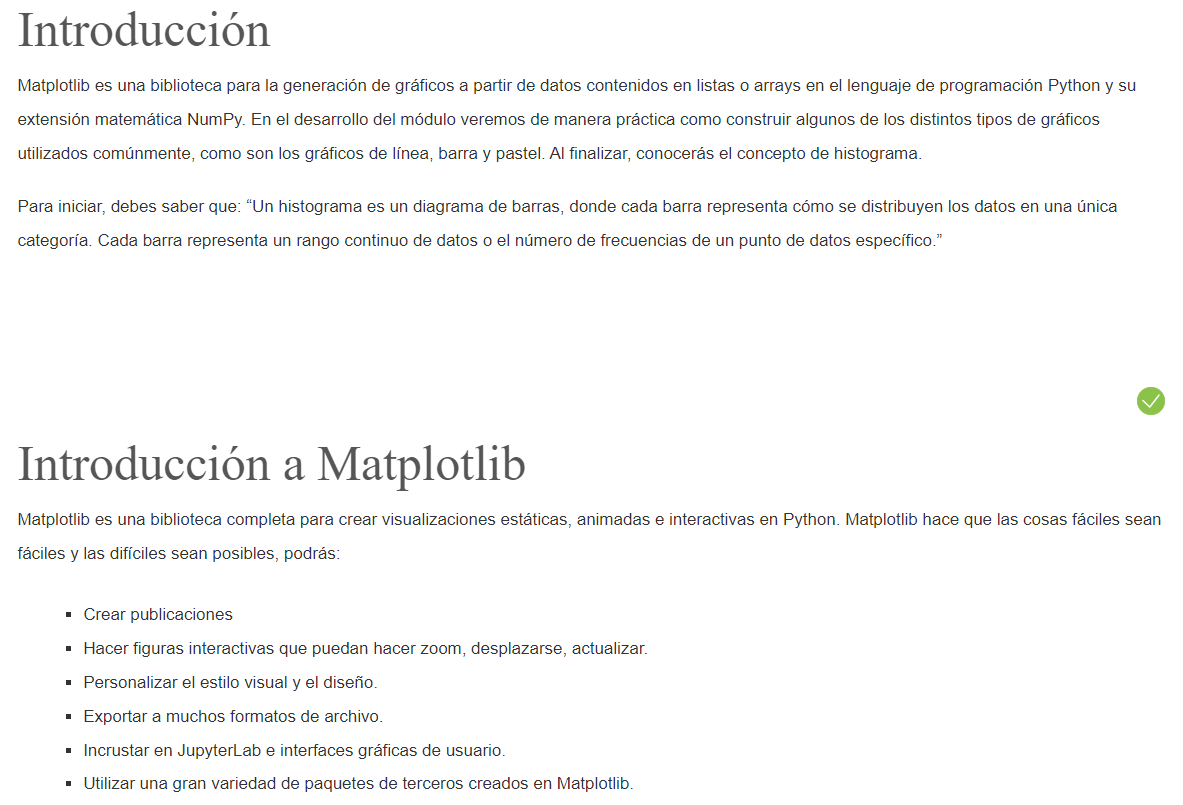 Introducción
Matplotlib es una biblioteca para la generación de gráficos a partir de datos contenidos en listas o arrays en el lenguaje de programación Python y su
extensión matemática NumPy. En el desarrollo del módulo veremos de manera práctica como construir algunos de los distintos tipos de gráficos
utilizados comúnmente, como son los gráficos de línea, barra y pastel. Al finalizar, conocerás el concepto de histograma.
Para iniciar, debes saber que: “Un histograma es un diagrama de barras, donde cada barra representa cómo se distribuyen los datos en una única
categoría. Cada barra representa un rango continuo de datos o el número de frecuencias de un punto de datos específico.”
Introducción a Matplotlib
Matplotlib es una biblioteca completa para crear visualizaciones estáticas, animadas e interactivas en Python. Matplotlib hace que las cosas fáciles sean
fáciles y las difíciles sean posibles, podrás:
▪ Crear publicaciones
▪ Hacer figuras interactivas que puedan hacer zoom, desplazarse, actualizar.
▪ Personalizar el estilo visual y el diseño.
▪ Exportar a muchos formatos de archivo.
▪ Incrustar en JupyterLab e interfaces gráficas de usuario.
▪ Utilizar una gran variedad de paquetes de terceros creados en Matplotlib.